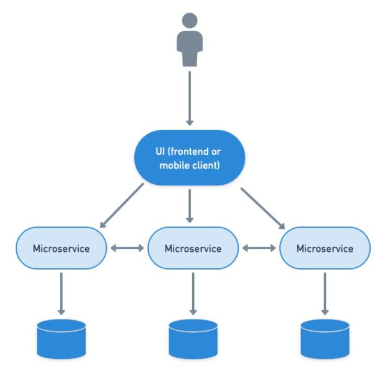 UI (frontend or
mobile client)
Microservice
Microservice
Microservice